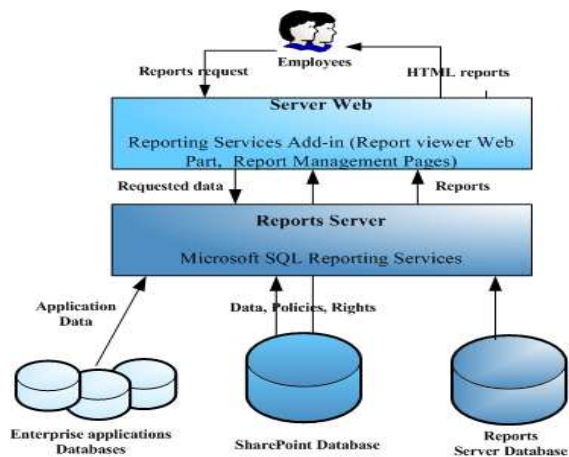 Employees
Reports request
HTML reports
Server Web
Reporting Services Add-in (Report viewer Web
Part, Report Management Pages)
Requested data
Reports
Reports Server
Microsoft SQL Reporting Services
Application
Data
Data, Policies, Rights
Enterprise applications
Databases
SharePoint Database
Reports
Server Database